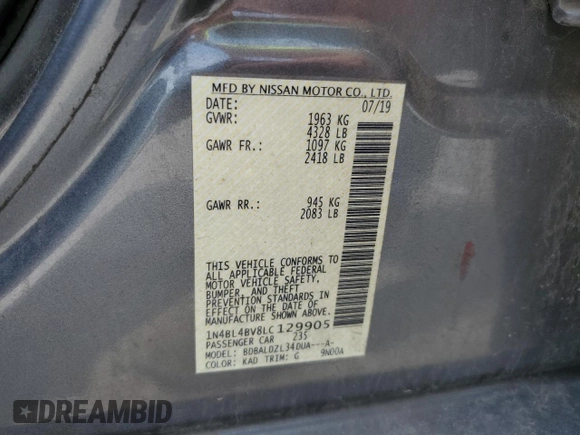 MFD BY NISSAN MOTOR CO., LTD.
DATE: 07/19
GVWR: 1963 KG
4328 LB
GAWR FR.: 1097 KG
2418 LB
GAWR RR.: 945 KG
2083 LB
THIS VEHICLE CONFORMS TO
ALL APPLICABLE FEDERAL
MOTOR VEHICLE SAFETY,
BUMPER, AND THEFT
PREVENTION STANDARDS IN
EFFECT ON THE DATE OF
MANUFACTURE SHOWN ABOVE.
1N4BL4BV8LC129905
PASSENGER CAR 235
MODEL: BDBALDZL34DUA---A-
COLOR: KAD TRIM: G 9N00A
DREAMBID